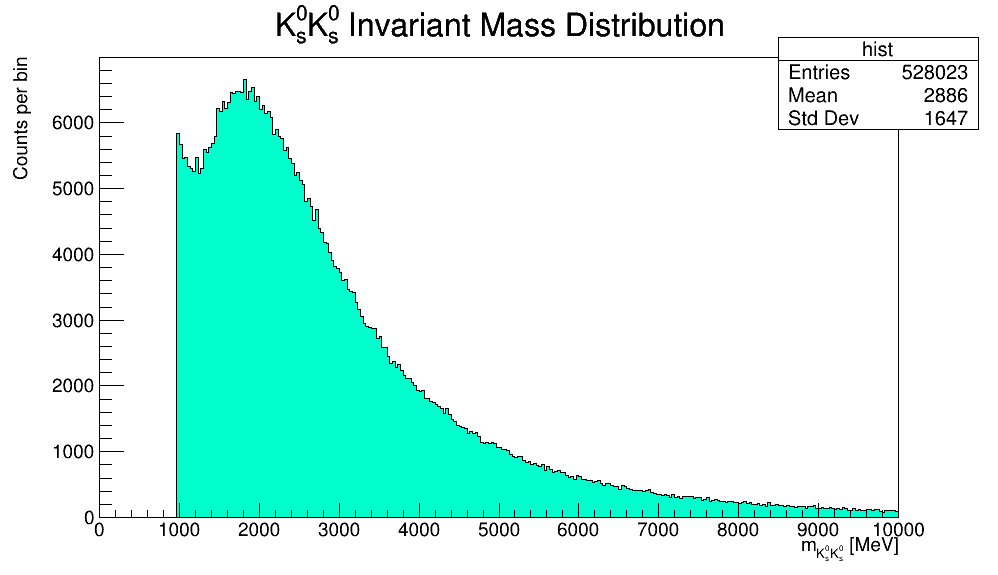 K⁰ₛK⁰ₛ Invariant Mass Distribution
hist
Entries 528023
Mean 2886
Std Dev 1647
Counts per bin
6000
5000
4000
3000
2000
1000
0
0 1000 2000 3000 4000 5000 6000 7000 8000 9000 10000
m K⁰ₛK⁰ₛ [MeV]